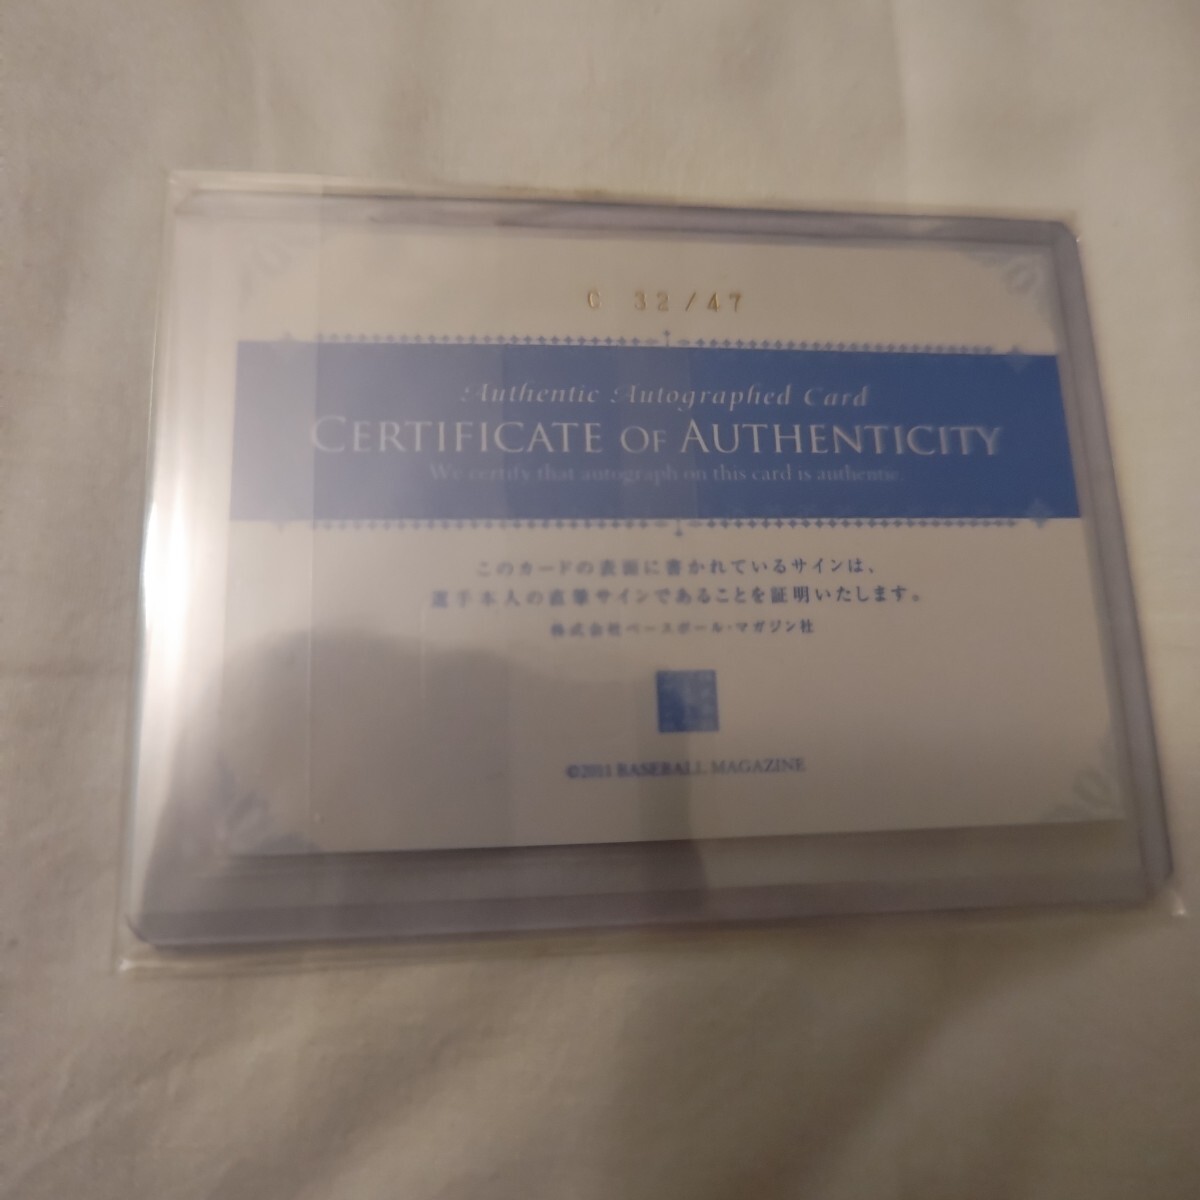 C 32/47
Authentic Autographed Card
CERTIFICATE OF AUTHENTICITY
We certify that autograph on this card is authentic.
このカードの表面に書かれているサインは、
選手本人の直筆サインであることを証明いたします。
株式会社ベースボール・マガジン社
©2011 BASEBALL MAGAZINE